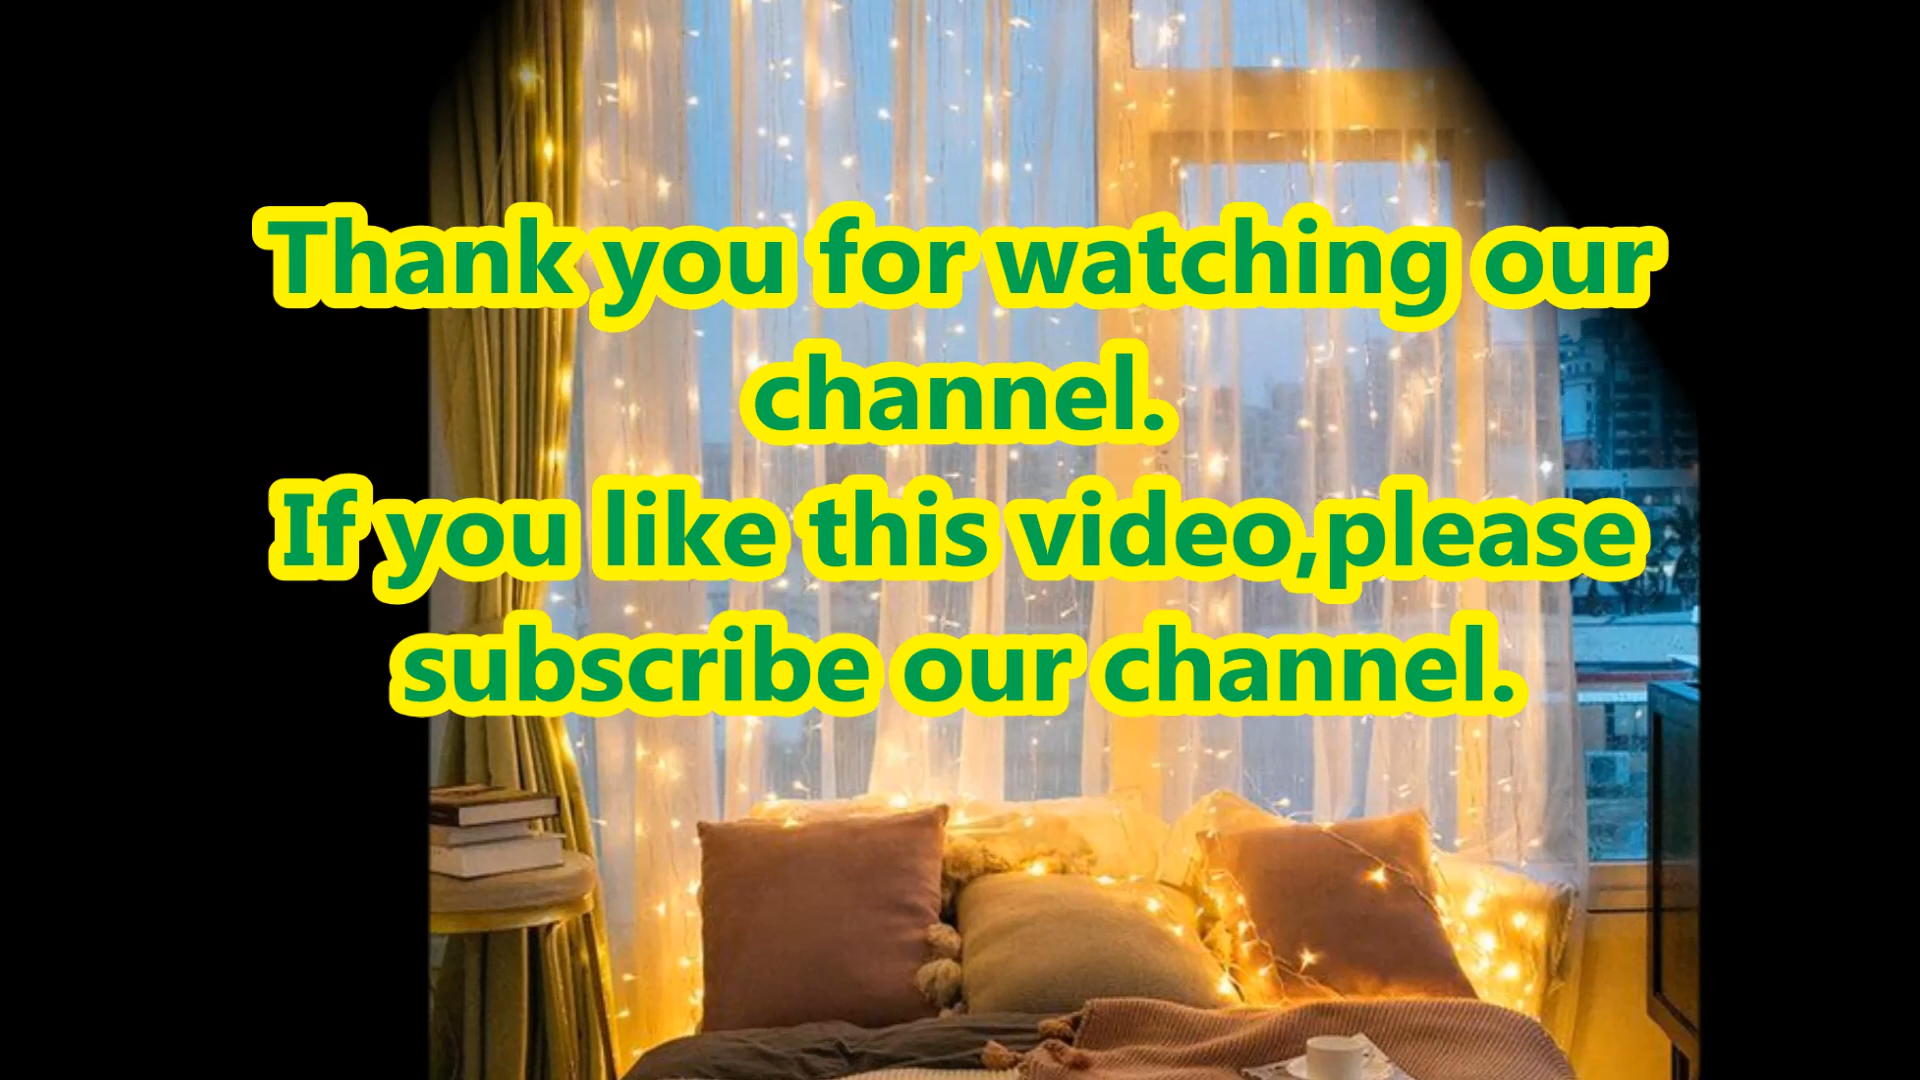 Thank you for watching our
channel.
If you like this video,please
subscribe our channel.